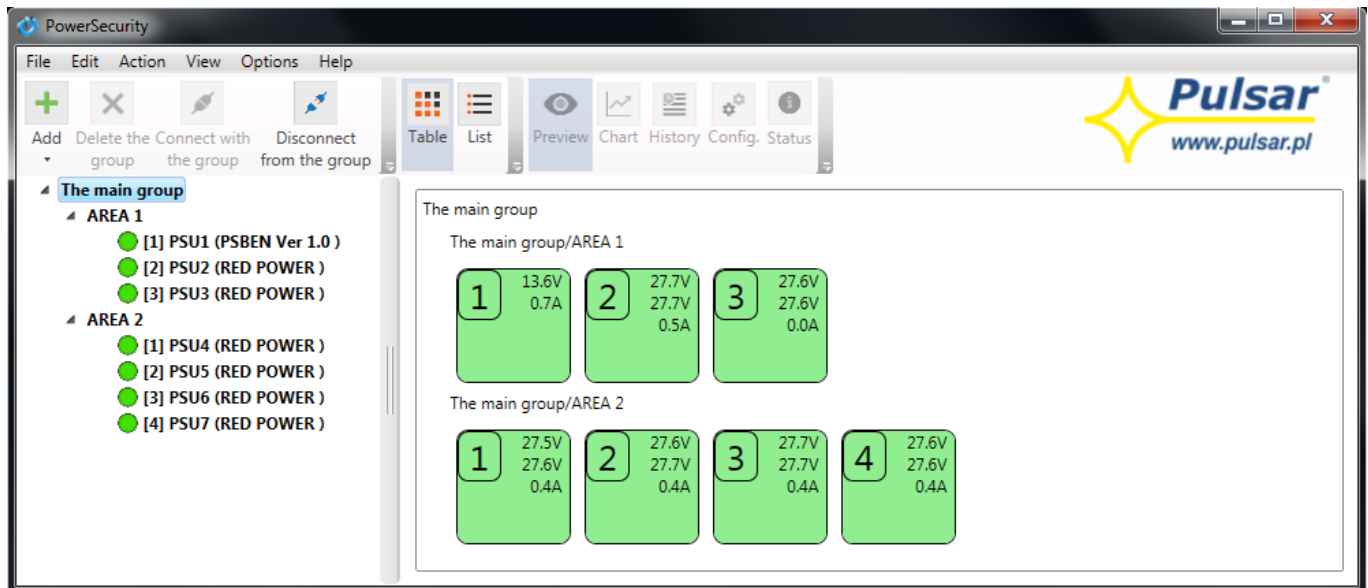 PowerSecurity
File Edit Action View Options Help
Add Delete the group Connect with the group Disconnect from the group Table List Preview Chart History Config. Status
Pulsar
www.pulsar.pl
The main group
AREA 1
[1] PSU1 (PSBEN Ver 1.0 )
[2] PSU2 (RED POWER )
[3] PSU3 (RED POWER )
AREA 2
[1] PSU4 (RED POWER )
[2] PSU5 (RED POWER )
[3] PSU6 (RED POWER )
[4] PSU7 (RED POWER )
The main group
The main group/AREA 1
1 13.6V
0.7A
2 27.7V
27.7V
0.5A
3 27.6V
27.6V
0.0A
The main group/AREA 2
1 27.5V
27.6V
0.4A
2 27.6V
27.7V
0.4A
3 27.7V
27.7V
0.4A
4 27.6V
27.6V
0.4A